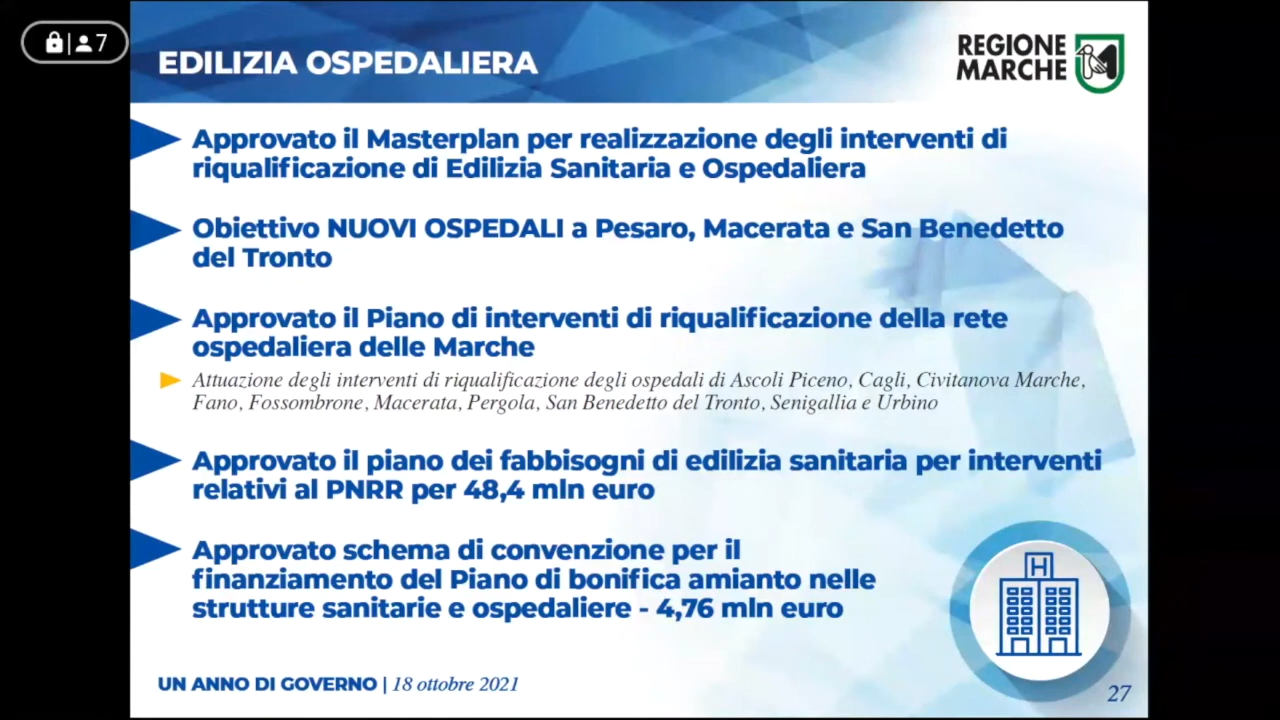 7
EDILIZIA OSPEDALIERA
REGIONE
MARCHE
Approvato il Masterplan per realizzazione degli interventi di
riqualificazione di Edilizia Sanitaria e Ospedaliera
Obiettivo NUOVI OSPEDALI a Pesaro, Macerata e San Benedetto
del Tronto
Approvato il Piano di interventi di riqualificazione della rete
ospedaliera delle Marche
Attuazione degli interventi di riqualificazione degli ospedali di Ascoli Piceno, Cagli, Civitanova Marche,
Fano, Fossombrone, Macerata, Pergola, San Benedetto del Tronto, Senigallia e Urbino
Approvato il piano dei fabbisogni di edilizia sanitaria per interventi
relativi al PNRR per 48,4 mln euro
Approvato schema di convenzione per il
finanziamento del Piano di bonifica amianto nelle
strutture sanitarie e ospedaliere - 4,76 mln euro
H
UN ANNO DI GOVERNO | 18 ottobre 2021
27